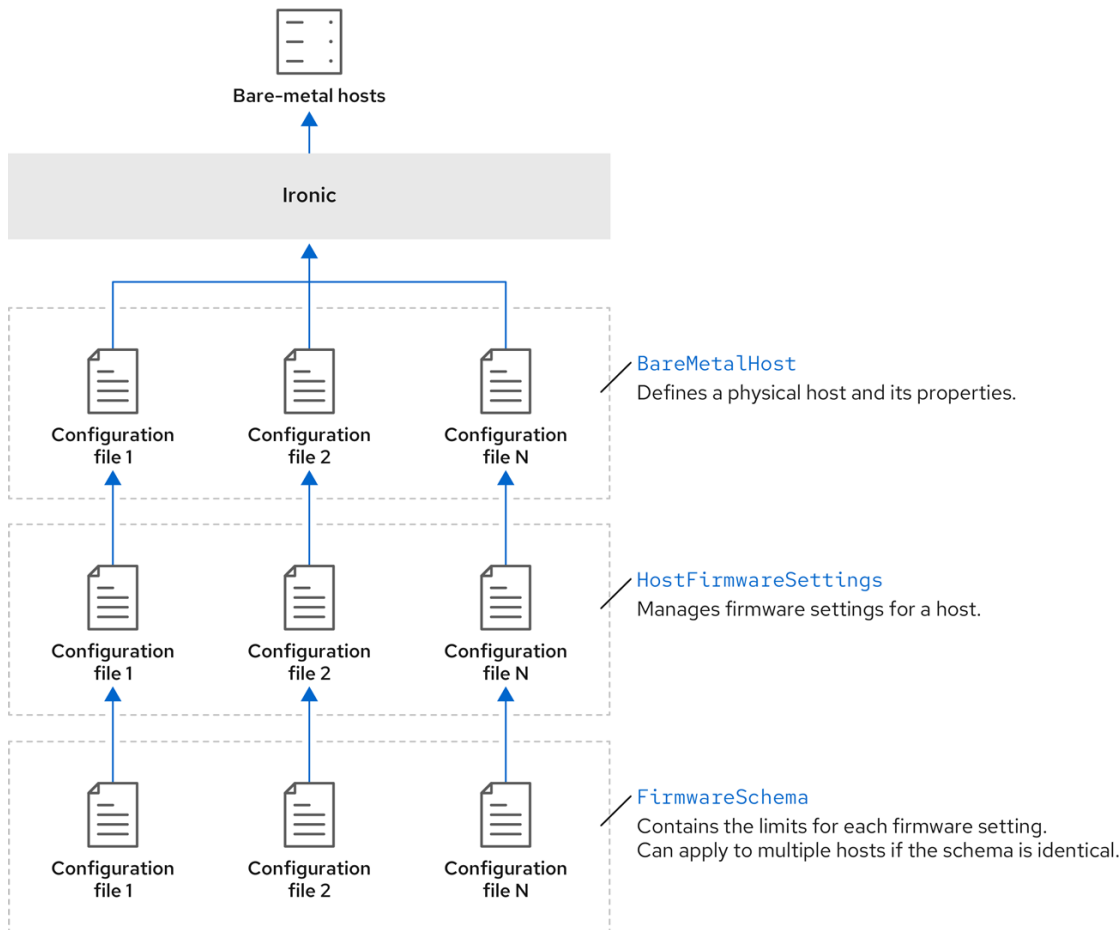 Bare-metal hosts
Ironic
BareMetalHost
Defines a physical host and its properties.
Configuration
file 1
Configuration
file 2
Configuration
file N
HostFirmwareSettings
Manages firmware settings for a host.
Configuration
file 1
Configuration
file 2
Configuration
file N
FirmwareSchema
Contains the limits for each firmware setting.
Can apply to multiple hosts if the schema is identical.
Configuration
file 1
Configuration
file 2
Configuration
file N